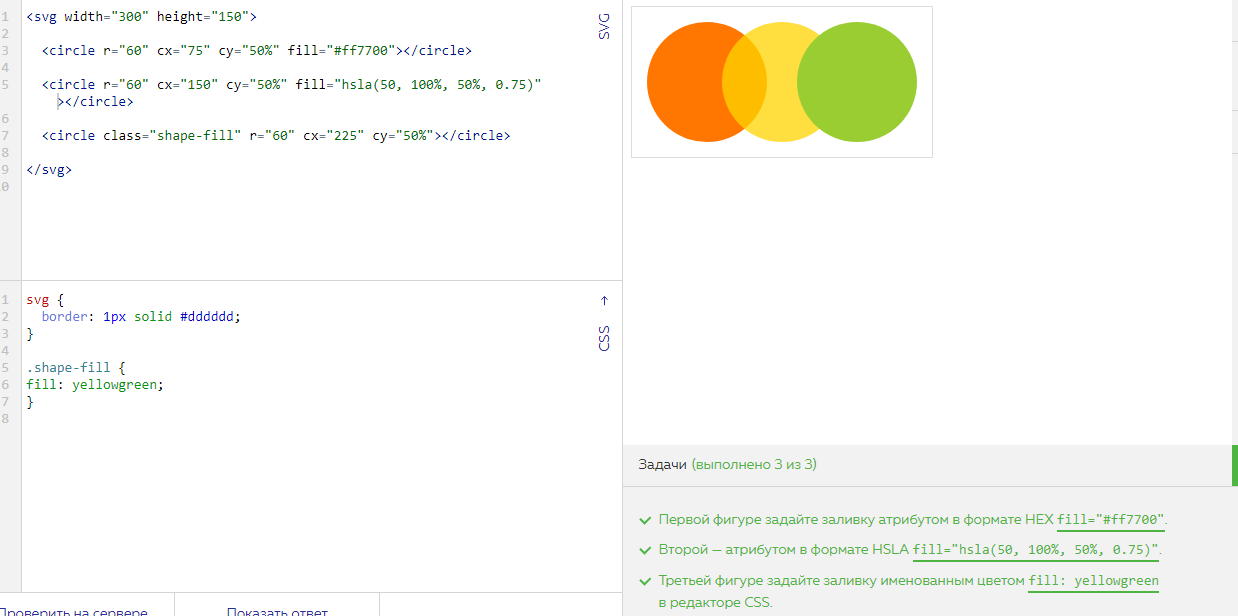 1 <svg width="300" height="150">
2
3 <circle r="60" cx="75" cy="50%" fill="#ff7700"></circle>
4
5 <circle r="60" cx="150" cy="50%" fill="hsla(50, 100%, 50%, 0.75)"
></circle>
6
7 <circle class="shape-fill" r="60" cx="225" cy="50%"></circle>
8
9 </svg>
0
SVG
1 svg {
2 border: 1px solid #dddddd;
3 }
4
5 .shape-fill {
6 fill: yellowgreen;
7 }
8
↑
CSS
Проверить на сервере
Показать ответ
Задачи (выполнено 3 из 3)
Первой фигуре задайте заливку атрибутом в формате HEX fill="#ff7700".
Второй — атрибутом в формате HSLA fill="hsla(50, 100%, 50%, 0.75)".
Третьей фигуре задайте заливку именованным цветом fill: yellowgreen
в редакторе CSS.